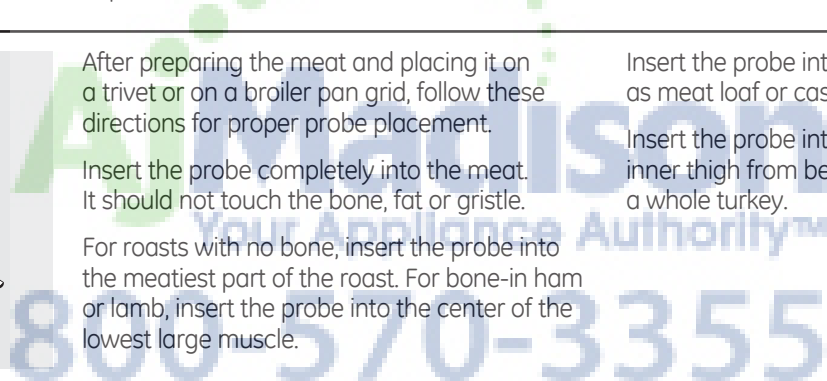 After preparing the meat and placing it on
a trivet or on a broiler pan grid, follow these
directions for proper probe placement.
Insert the probe completely into the meat.
It should not touch the bone, fat or gristle.
For roasts with no bone, insert the probe into
the meatiest part of the roast. For bone-in ham
or lamb, insert the probe into the center of the
lowest large muscle.
Insert the probe int
as meat loaf or cas
Insert the probe int
inner thigh from be
a whole turkey.
AjMadison
Your Appliance Authority™
800-570-3355